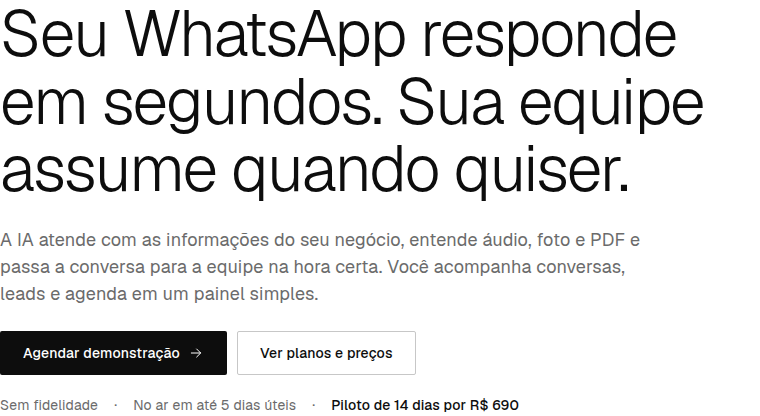 Seu WhatsApp responde
em segundos. Sua equipe
assume quando quiser.
A IA atende com as informações do seu negócio, entende áudio, foto e PDF e
passa a conversa para a equipe na hora certa. Você acompanha conversas,
leads e agenda em um painel simples.
Agendar demonstração → Ver planos e preços
Sem fidelidade · No ar em até 5 dias úteis · Piloto de 14 dias por R$ 690